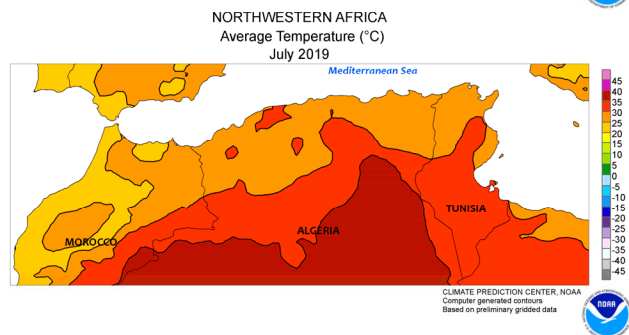 NORTHWESTERN AFRICA
Average Temperature (°C)
July 2019
Mediterranean Sea
MOROCCO
ALGERIA
TUNISIA
45
40
35
30
25
20
15
10
5
0
-5
-10
-15
-20
-25
-30
-35
-40
-45
CLIMATE PREDICTION CENTER, NOAA
Computer generated contours
Based on preliminary gridded data
NOAA